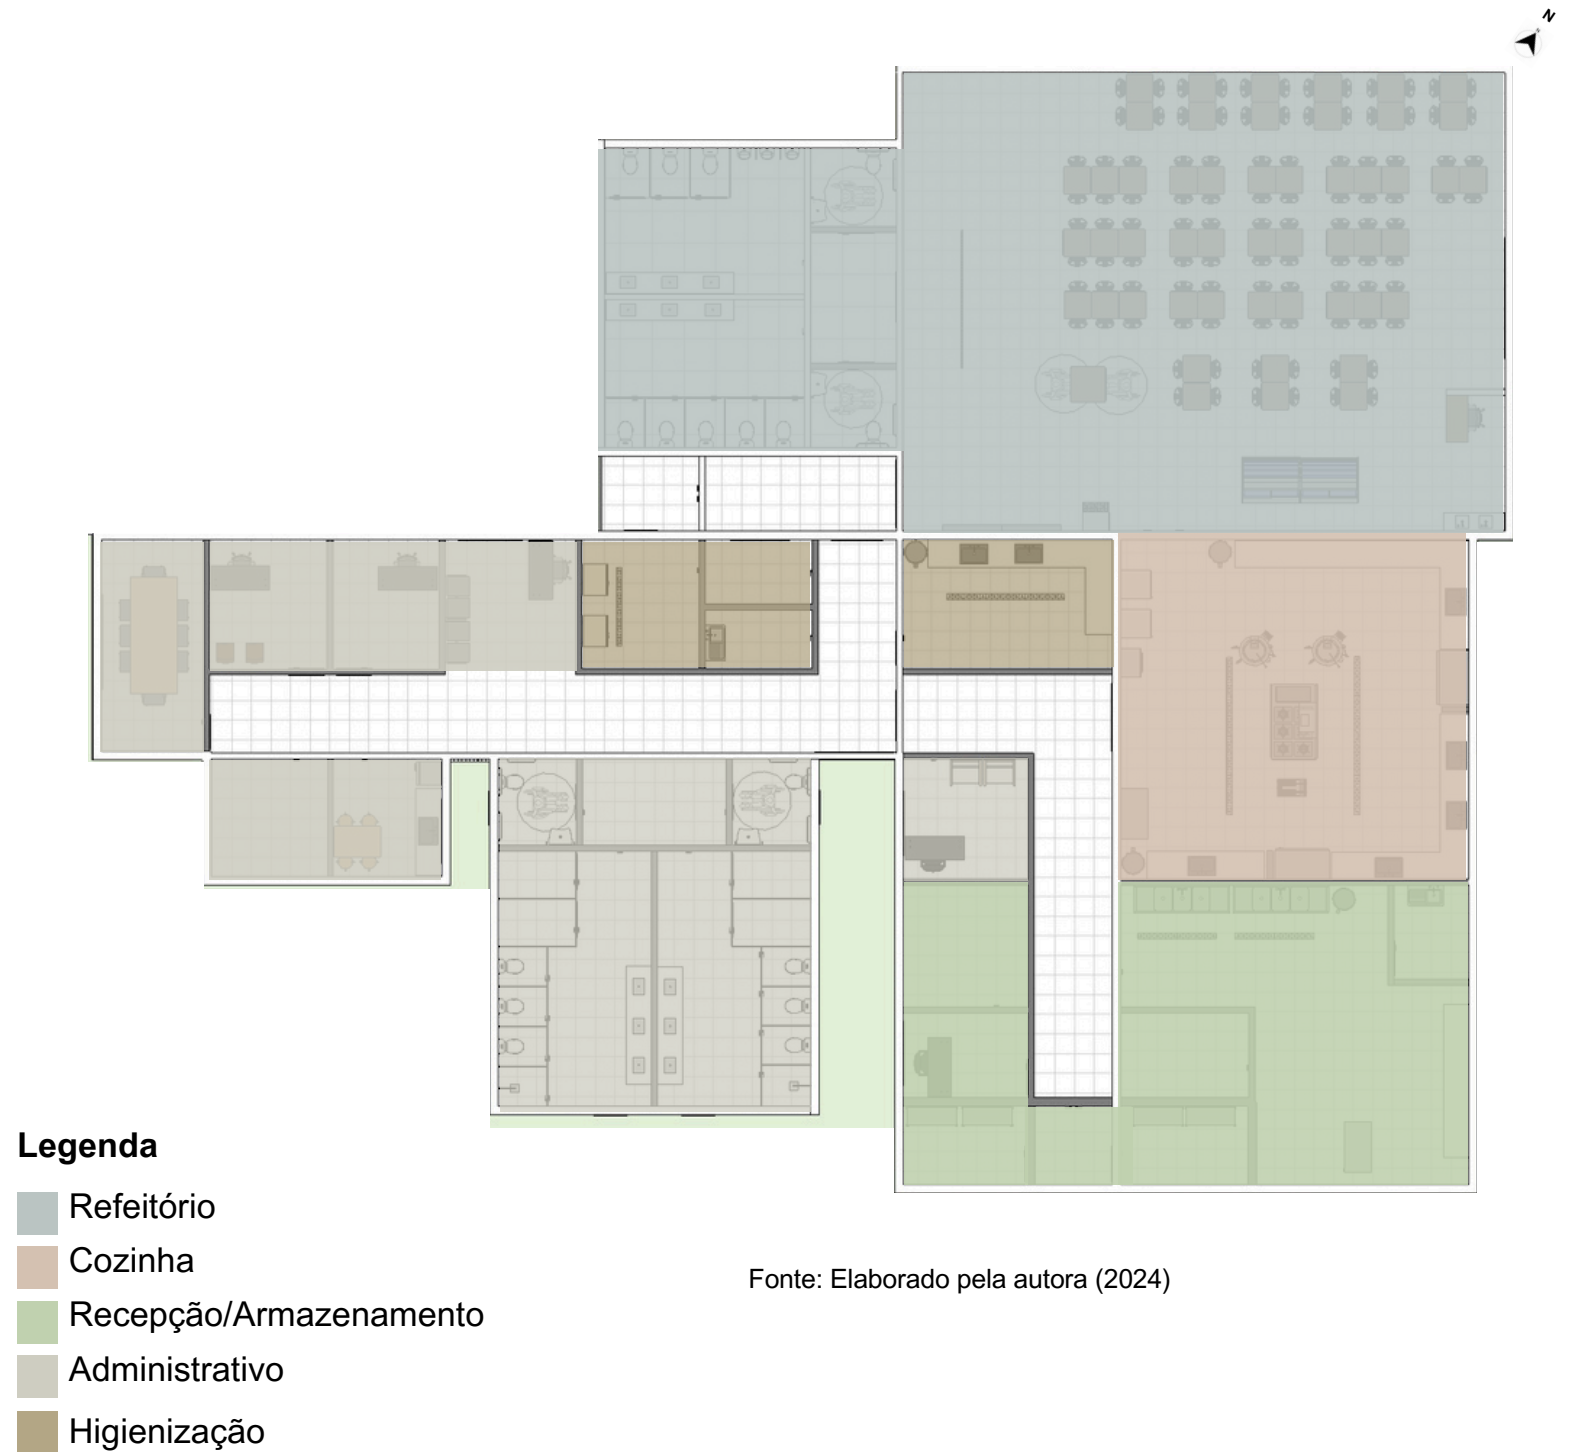 N
Legenda
Refeitório
Cozinha
Recepção/Armazenamento
Administrativo
Higienização
Fonte: Elaborado pela autora (2024)